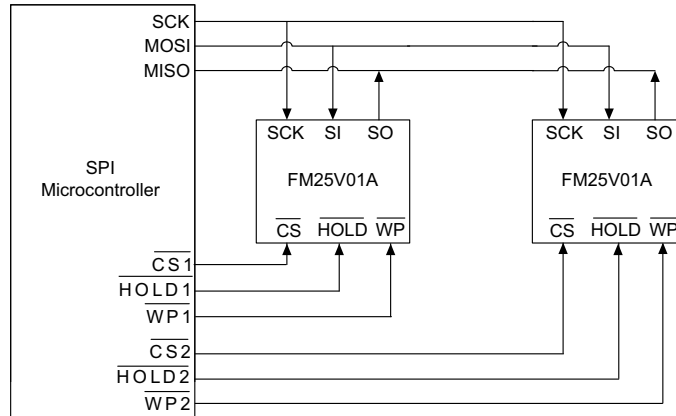 SCK
MOSI
MISO
SCK SI SO
SCK SI SO
SPI
Microcontroller
FM25V01A
FM25V01A
CS HOLD WP
CS HOLD WP
CS1
HOLD1
WP1
CS2
HOLD2
WP2